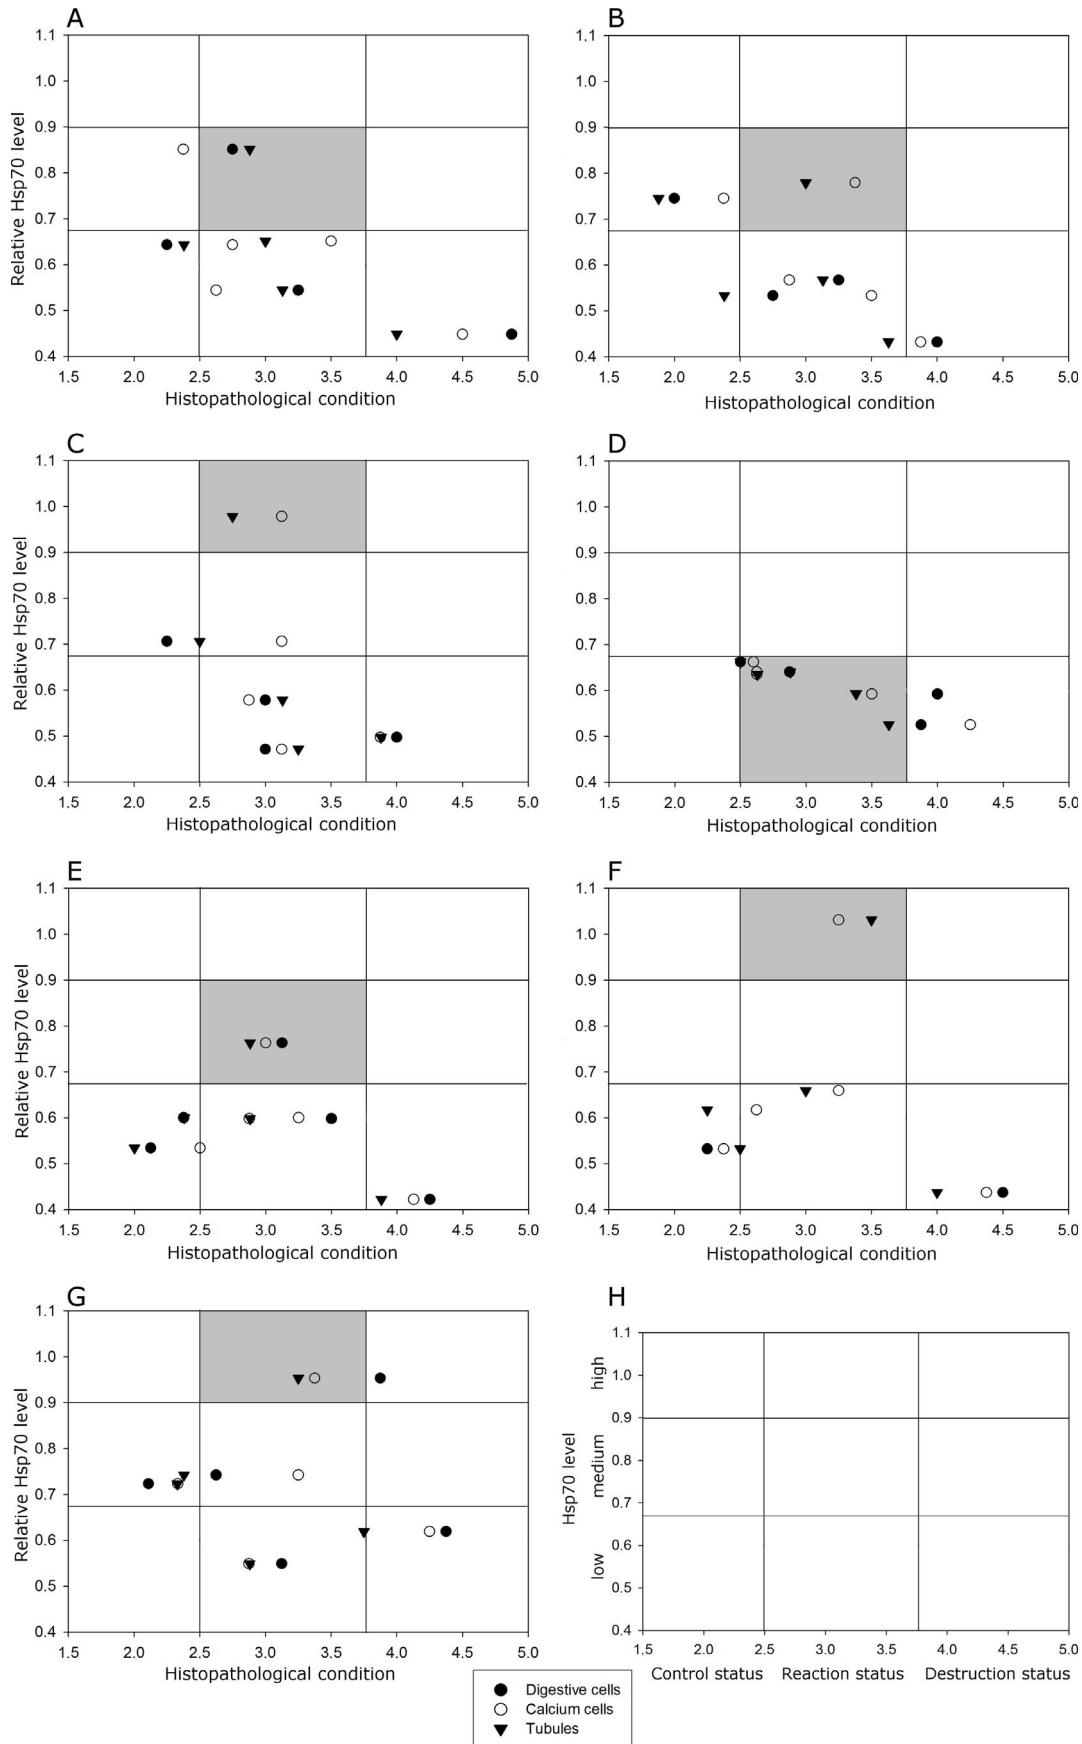 A
B
1.1
1.0
0.9
0.8
0.7
0.6
0.5
0.4
Relative Hsp70 level
1.5 2.0 2.5 3.0 3.5 4.0 4.5 5.0
Histopathological condition
1.1
1.0
0.9
0.8
0.7
0.6
0.5
0.4
1.5 2.0 2.5 3.0 3.5 4.0 4.5 5.0
Histopathological condition
C
D
1.1
1.0
0.9
0.8
0.7
0.6
0.5
0.4
Relative Hsp70 level
1.5 2.0 2.5 3.0 3.5 4.0 4.5 5.0
Histopathological condition
1.1
1.0
0.9
0.8
0.7
0.6
0.5
0.4
1.5 2.0 2.5 3.0 3.5 4.0 4.5 5.0
Histopathological condition
E
F
1.1
1.0
0.9
0.8
0.7
0.6
0.5
0.4
Relative Hsp70 level
1.5 2.0 2.5 3.0 3.5 4.0 4.5 5.0
Histopathological condition
1.1
1.0
0.9
0.8
0.7
0.6
0.5
0.4
1.5 2.0 2.5 3.0 3.5 4.0 4.5 5.0
Histopathological condition
G
H
1.1
1.0
0.9
0.8
0.7
0.6
0.5
0.4
Relative Hsp70 level
1.5 2.0 2.5 3.0 3.5 4.0 4.5 5.0
Histopathological condition
1.1
1.0
0.9
0.8
0.7
0.6
0.5
0.4
Hsp70 level
high
medium
low
1.5 2.0 2.5 3.0 3.5 4.0 4.5 5.0
Control status Reaction status Destruction status
Digestive cells
Calcium cells
Tubules